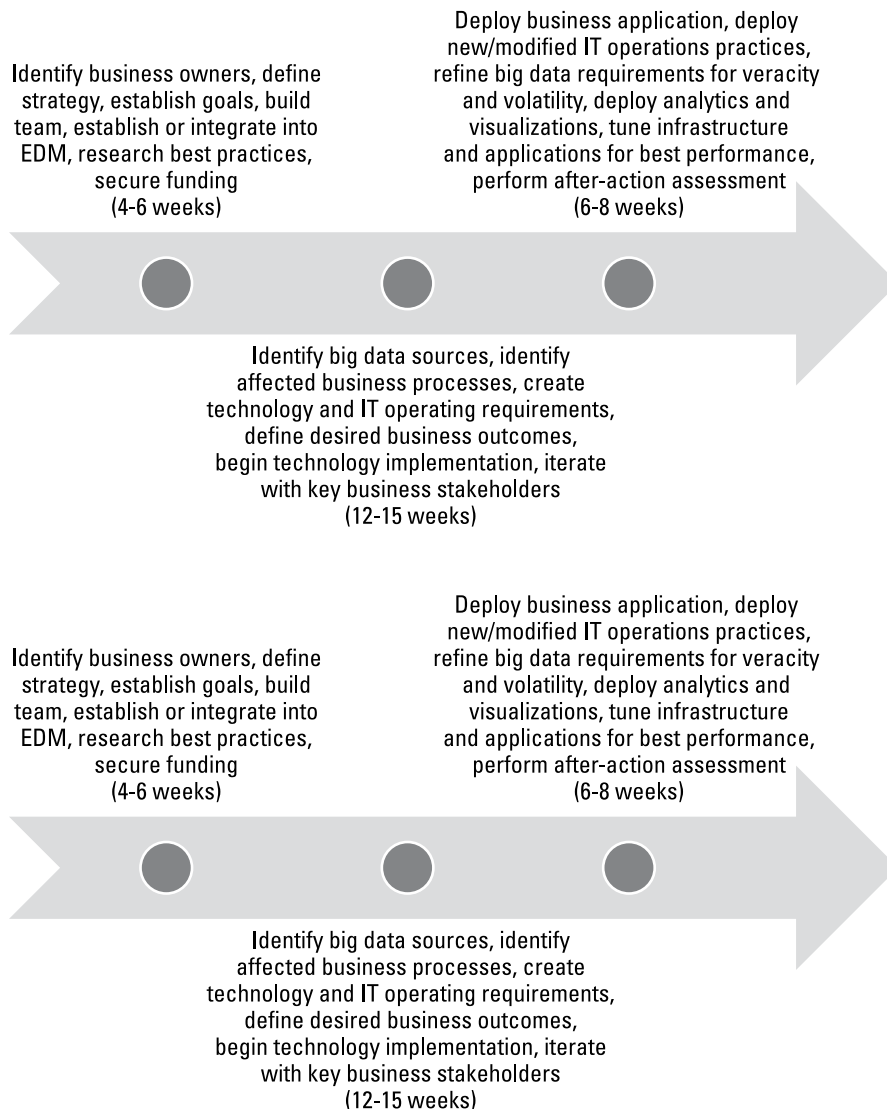 Identify business owners, define
strategy, establish goals, build
team, establish or integrate into
EDM, research best practices,
secure funding
(4-6 weeks)
Deploy business application, deploy
new/modified IT operations practices,
refine big data requirements for veracity
and volatility, deploy analytics and
visualizations, tune infrastructure
and applications for best performance,
perform after-action assessment
(6-8 weeks)
Identify big data sources, identify
affected business processes, create
technology and IT operating requirements,
define desired business outcomes,
begin technology implementation, iterate
with key business stakeholders
(12-15 weeks)
Identify business owners, define
strategy, establish goals, build
team, establish or integrate into
EDM, research best practices,
secure funding
(4-6 weeks)
Deploy business application, deploy
new/modified IT operations practices,
refine big data requirements for veracity
and volatility, deploy analytics and
visualizations, tune infrastructure
and applications for best performance,
perform after-action assessment
(6-8 weeks)
Identify big data sources, identify
affected business processes, create
technology and IT operating requirements,
define desired business outcomes,
begin technology implementation, iterate
with key business stakeholders
(12-15 weeks)